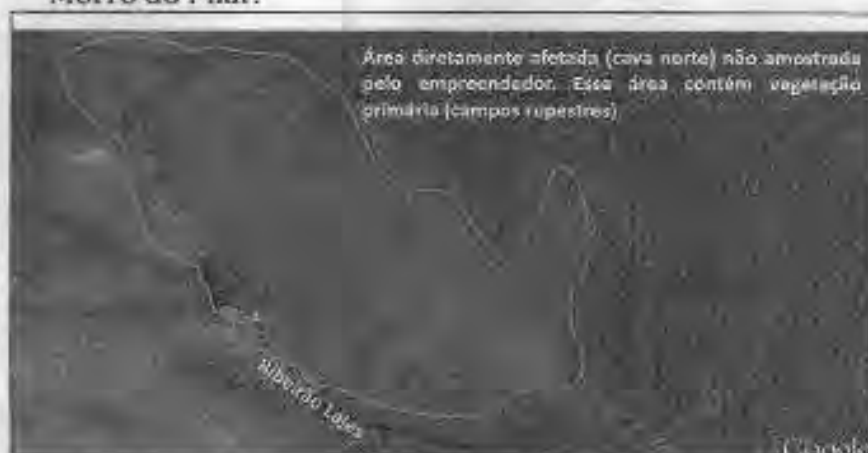 Morro do Pilar.
Área diretamente afetada (cava norte) não amostrada
pelo empreendedor. Essa área contém vegetação
primária (campos rupestres)
Ribeirão Lajes
Google